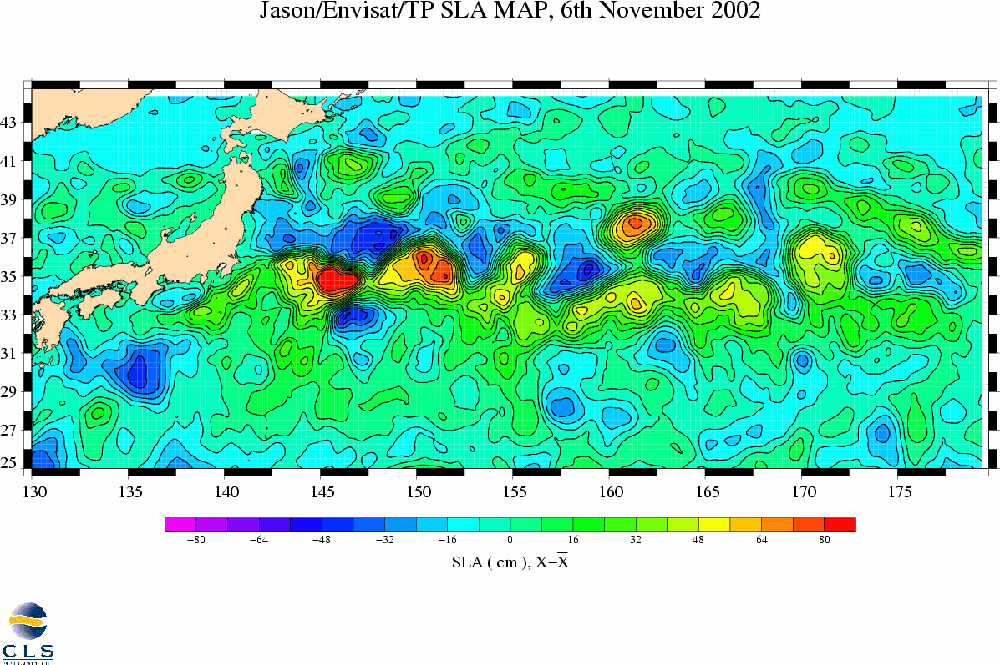 Jason/Envisat/TP SLA MAP, 6th November 2002
43
41
39
37
35
33
31
29
27
25
130 135 140 145 150 155 160 165 170 175
−80 −64 −48 −32 −16 0 16 32 48 64 80
SLA ( cm ), X−X̅
CLS